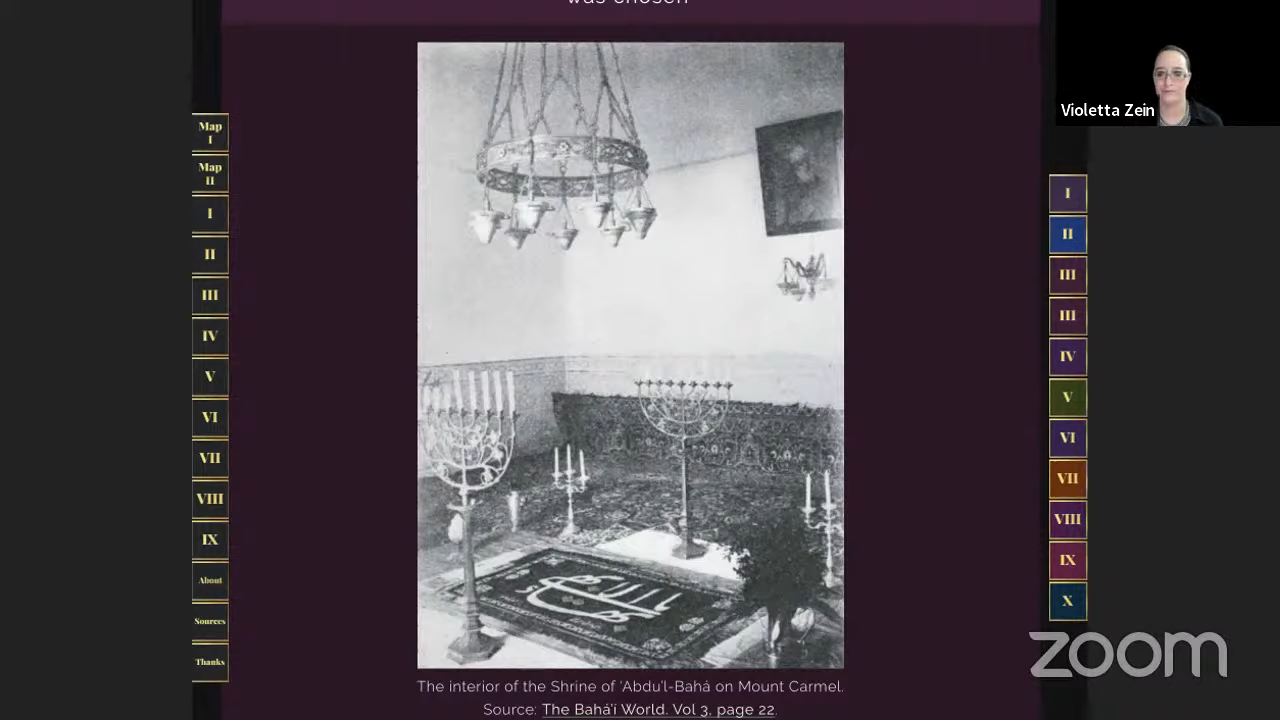 was chosen
Violetta Zein
Map
I
Map
II
I
II
III
IV
V
VI
VII
VIII
IX
About
Sources
Thanks
I
II
III
III
IV
V
VI
VII
VIII
IX
X
The interior of the Shrine of ‘Abdu’l-Bahá on Mount Carmel.
Source: The Bahá’í World. Vol 3, page 22.
zoom